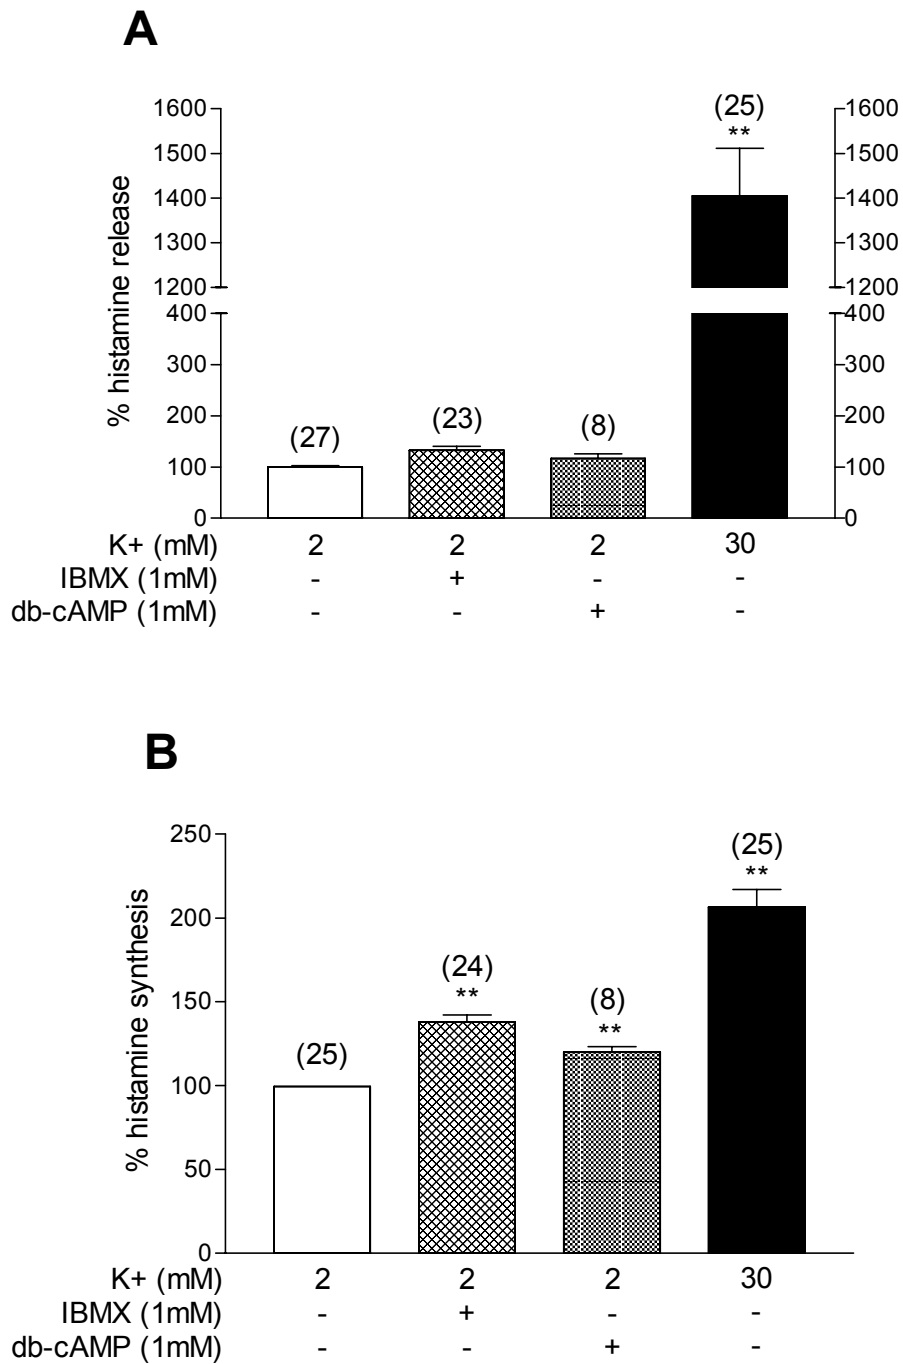 A
(25)
**
1600 1600
1500 1500
1400 1400
1300 1300
1200 1200
400 400
300 300
200 200
100 100
0 0
% histamine release
(27) (23) (8)
K+ (mM) 2 2 2 30
IBMX (1mM) - + - -
db-cAMP (1mM) - - + -
B
250
200
150
100
50
0
% histamine synthesis
(25)
(24)
**
(8)
**
(25)
**
K+ (mM) 2 2 2 30
IBMX (1mM) - + - -
db-cAMP (1mM) - - + -